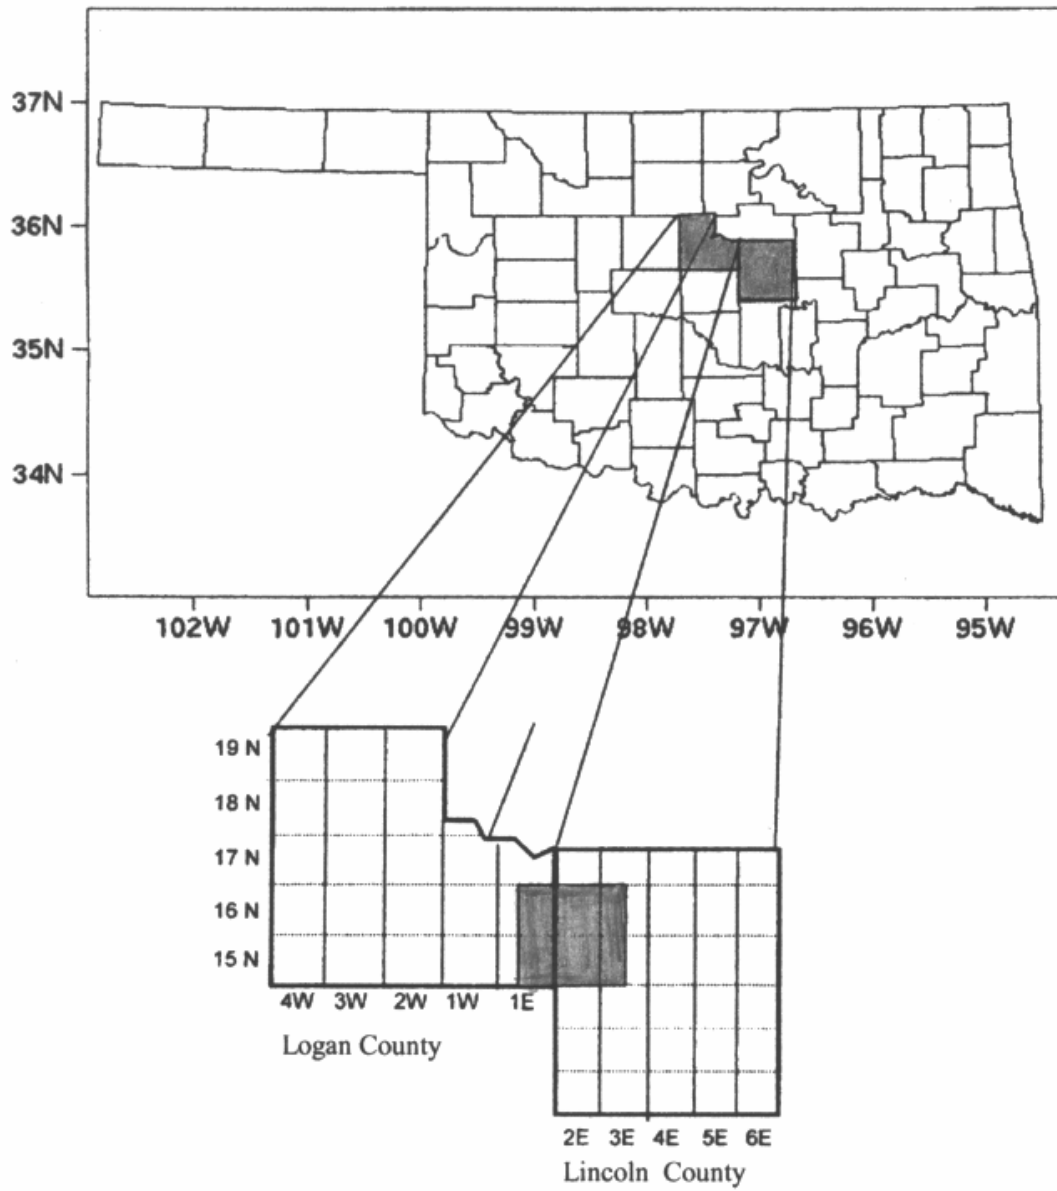 37N
36N
35N
34N
102W 101W 100W 99W 98W 97W 96W 95W
19 N
18 N
17 N
16 N
15 N
4W 3W 2W 1W 1E
Logan County
2E 3E 4E 5E 6E
Lincoln County